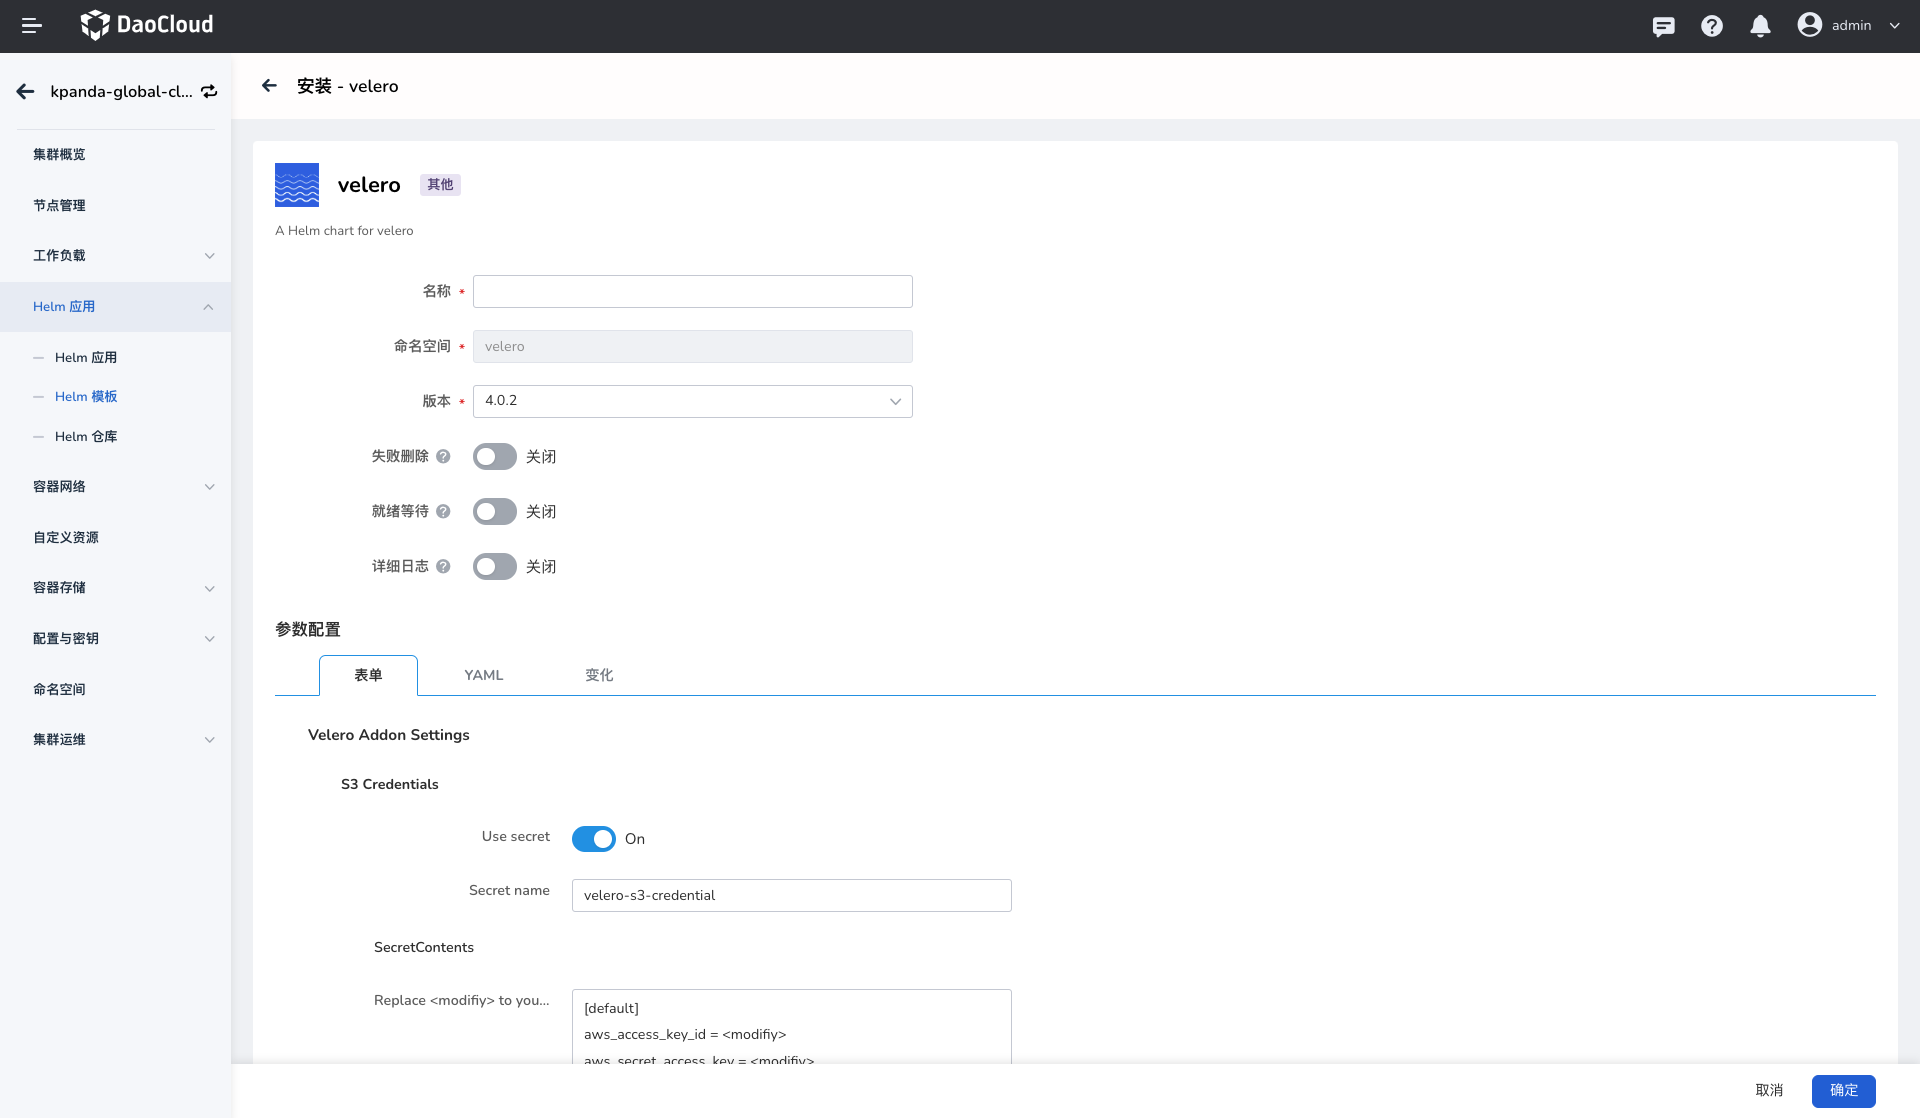 DaoCloud
admin
kpanda-global-cl...
集群概览
节点管理
工作负载
Helm 应用
Helm 应用
Helm 模板
Helm 仓库
容器网络
自定义资源
容器存储
配置与密钥
命名空间
集群运维
安装 - velero
velero
其他
A Helm chart for velero
名称 *
命名空间 * velero
版本 * 4.0.2
失败删除 ? 关闭
就绪等待 ? 关闭
详细日志 ? 关闭
参数配置
表单 YAML 变化
Velero Addon Settings
S3 Credentials
Use secret On
Secret name velero-s3-credential
SecretContents
Replace <modifiy> to you... [default]
aws_access_key_id = <modifiy>
aws_secret_access_key = <modifiy>
取消 确定